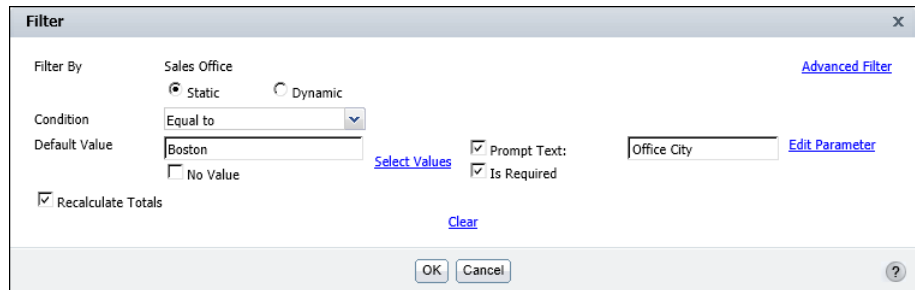 Filter x
Filter By Sales Office Advanced Filter
Static Dynamic
Condition Equal to
Default Value Boston Select Values Prompt Text: Office City Edit Parameter
No Value Is Required
Recalculate Totals
Clear
OK Cancel ?